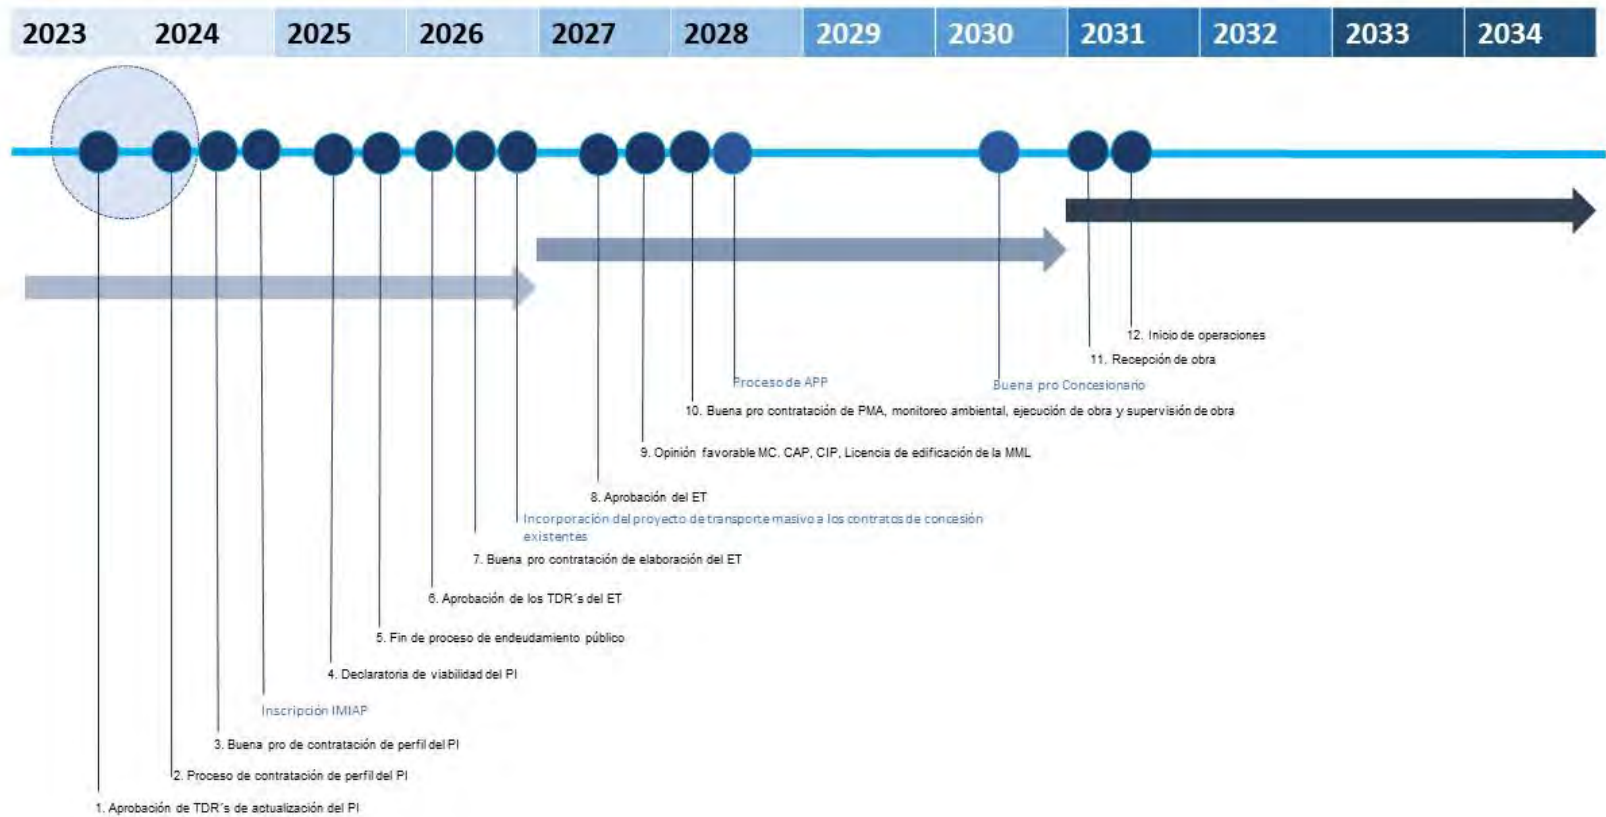 2023 2024 2025 2026 2027 2028 2029 2030 2031 2032 2033 2034
12. Inicio de operaciones
11. Recepción de obra
Proceso de APP
Buena pro Concesionario
10. Buena pro contratación de PMA, monitoreo ambiental, ejecución de obra y supervisión de obra
9. Opinión favorable MC. CAP, CIP, Licencia de edificación de la MML
8. Aprobación del ET
Incorporación del proyecto de transporte masivo a los contratos de concesión
existentes
7. Buena pro contratación de elaboración del ET
6. Aprobación de los TDR´s del ET
5. Fin de proceso de endeudamiento público
4. Declaratoria de viabilidad del PI
Inscripción IMIAP
3. Buena pro de contratación de perfil del PI
2. Proceso de contratación de perfil del PI
1. Aprobación de TDR´s de actualización del PI